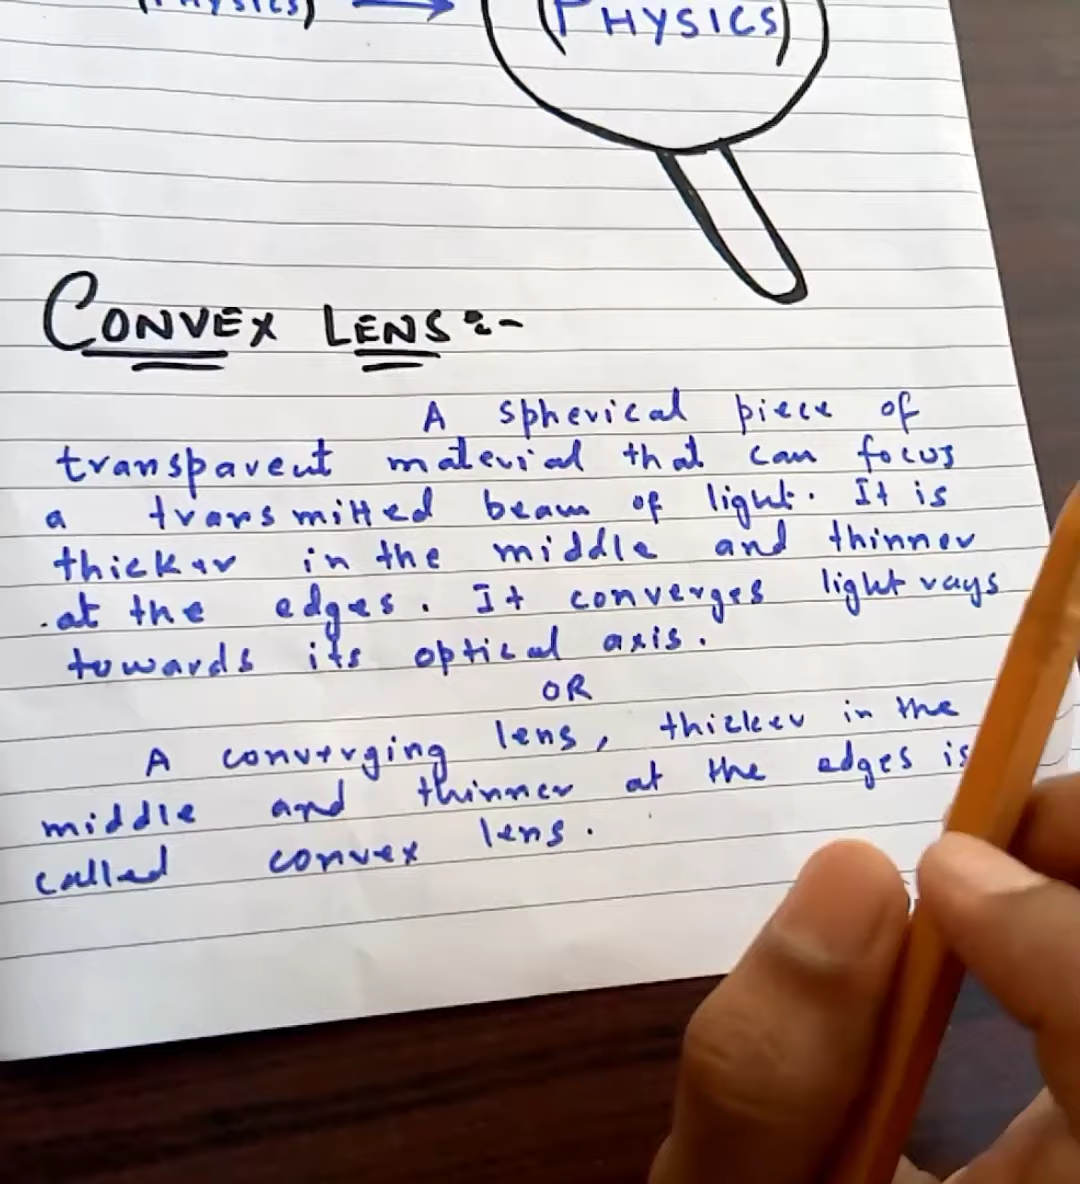 (PHYSICS)
(PHYSICS)
CONVEX LENS:-
A spherical piece of
transparent material that can focus
a transmitted beam of light. It is
thicker in the middle and thinner
at the edges. It converges light rays
towards its optical axis.
OR
A converging lens, thicker in the
middle and thinner at the edges is
called convex lens.